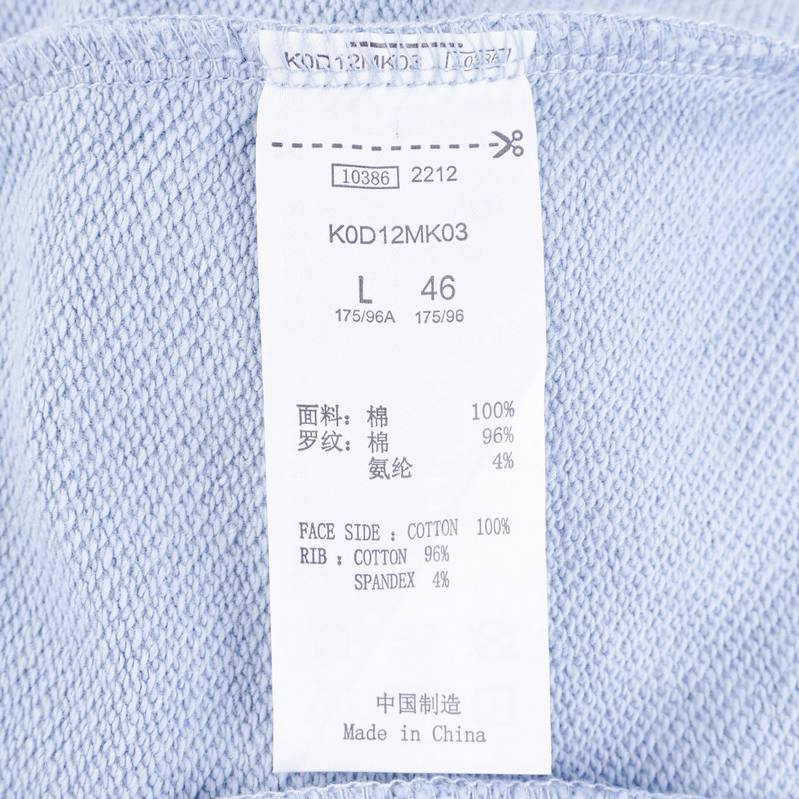 K0D12MK03
10386 2212
K0D12MK03
L 46
175/96A 175/96
面料：棉 100%
罗纹：棉 96%
氨纶 4%
FACE SIDE : COTTON 100%
RIB : COTTON 96%
SPANDEX 4%
中国制造
Made in China